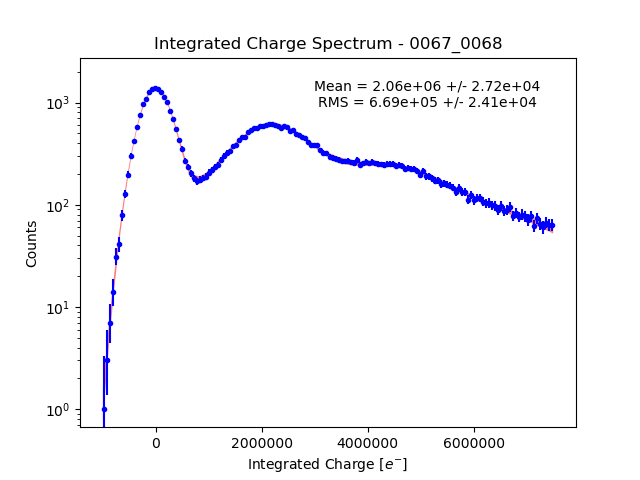 Integrated Charge Spectrum - 0067_0068
Mean = 2.06e+06 +/- 2.72e+04
RMS = 6.69e+05 +/- 2.41e+04
Counts
10³
10²
10¹
10⁰
0 2000000 4000000 6000000
Integrated Charge [e⁻]